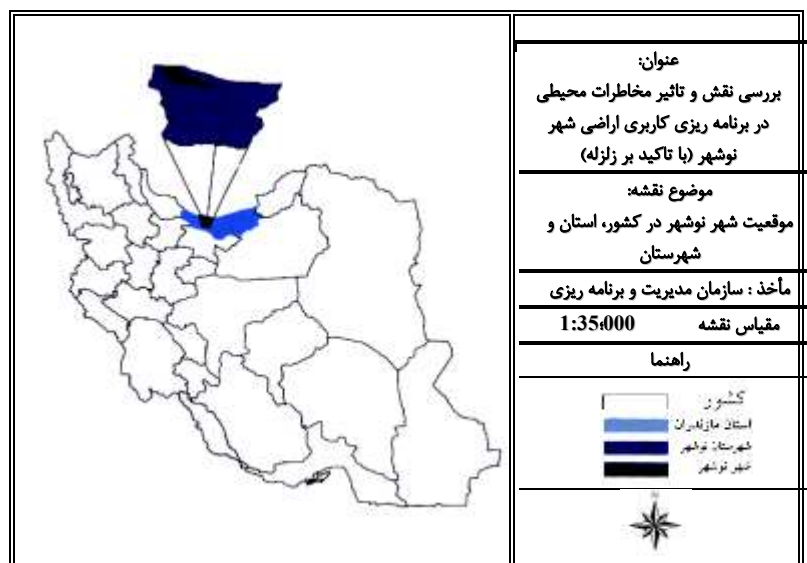 عنوان:
بررسی نقش و تاثیر مخاطرات محیطی
در برنامه ریزی کاربری اراضی شهر
نوشهر (با تاکید بر زلزله)
موضوع نقشه:
موقعیت شهر نوشهر در کشور، استان و
شهرستان
مأخذ : سازمان مدیریت و برنامه ریزی
مقیاس نقشه 1:35،000
راهنما
کشور
استان مازندران
شهرستان نوشهر
شهر نوشهر
N